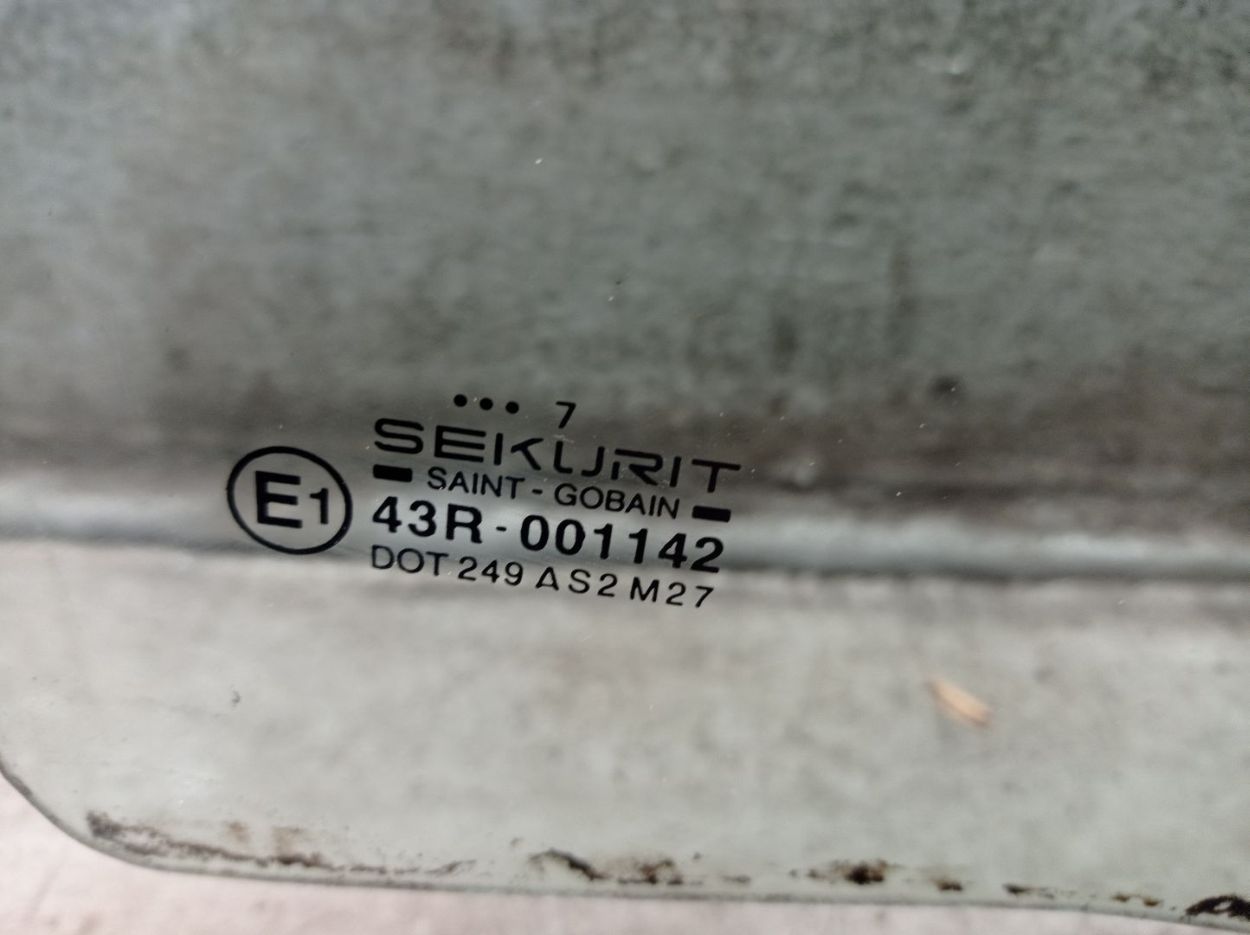 ••• 7
SEKURIT
SAINT - GOBAIN
E1
43R - 001142
DOT 249 AS2 M27